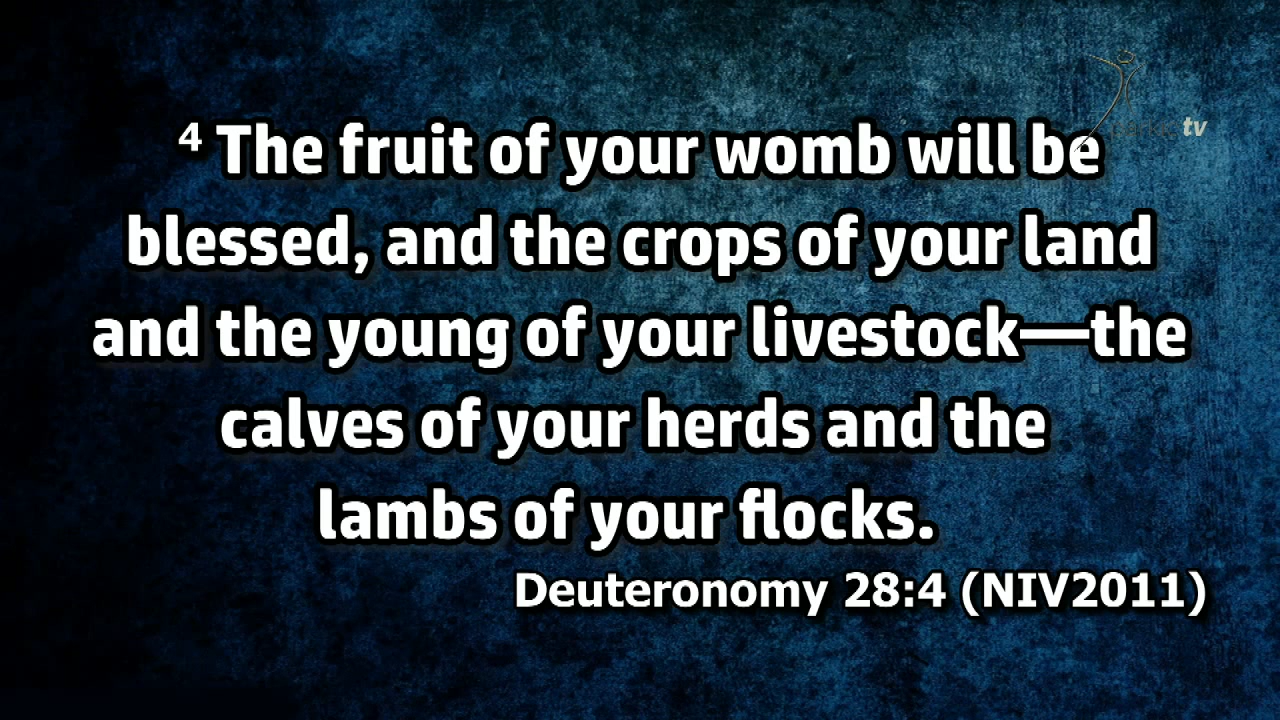 tv
⁴ The fruit of your womb will be
blessed, and the crops of your land
and the young of your livestock—the
calves of your herds and the
lambs of your flocks.
Deuteronomy 28:4 (NIV2011)